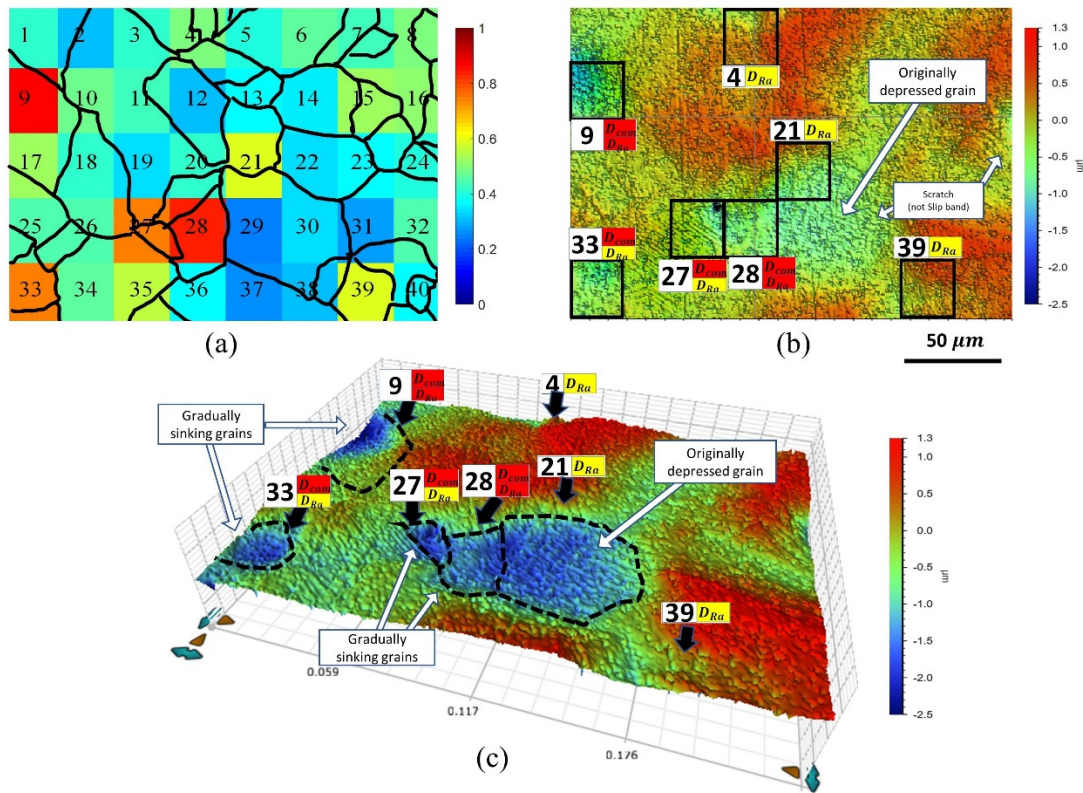 1 2 3 4 5 6 7 8
9 10 11 12 13 14 15 16
17 18 19 20 21 22 23 24
25 26 27 28 29 30 31 32
33 34 35 36 37 38 39 40
1
0.8
0.6
0.4
0.2
0
(a)
4 D_Ra
Originally
depressed grain
9 D_com
D_Ra
21 D_Ra
Scratch
(not Slip band)
33 D_com
D_Ra
27 D_com
D_Ra
28 D_com
39 D_Ra
1.3
1.0
0.5
0.0
-0.5
-1.0
-1.5
-2.0
-2.5
μm
(b)
50 μm
9 D_com
D_Ra
4 D_Ra
Gradually
sinking grains
Originally
depressed grain
33 D_com
D_Ra
27 D_com
D_Ra
28 D_com
D_Ra
21 D_Ra
39 D_Ra
Gradually
sinking grains
0.059
0.117
0.176
1.3
1.0
0.5
0.0
-0.5
-1.0
-1.5
-2.0
-2.5
μm
(c)